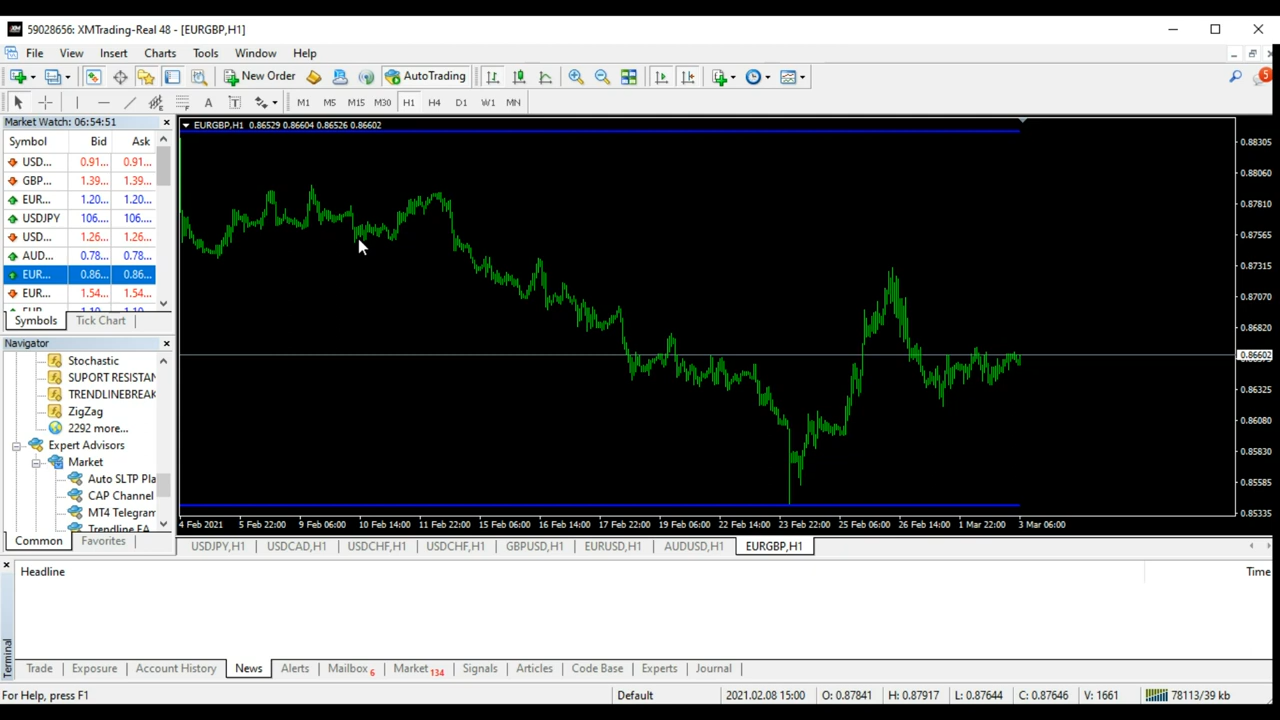 59028656: XMTrading-Real 48 - [EURGBP,H1]
File View Insert Charts Tools Window Help
New Order AutoTrading 5
A T M1 M5 M15 M30 H1 H4 D1 W1 MN
Market Watch: 06:54:51
Symbol Bid Ask
USD... 0.91... 0.91...
GBP... 1.39... 1.39...
EUR... 1.20... 1.20...
USDJPY 106.... 106....
USD... 1.26... 1.26...
AUD... 0.78... 0.78...
EUR... 0.86... 0.86...
EUR... 1.54... 1.54...
Symbols Tick Chart
Navigator
Stochastic
SUPORT RESISTAN
TRENDLINEBREAK
ZigZag
2292 more...
Expert Advisors
Market
Auto SLTP Pla
CAP Channel
MT4 Telegram
Trendline EA
Common Favorites
EURGBP,H1 0.86529 0.86604 0.86526 0.86602
0.88305
0.88060
0.87810
0.87565
0.87315
0.87070
0.86820
0.86602
0.86325
0.86080
0.85830
0.85585
0.85335
4 Feb 2021 5 Feb 22:00 9 Feb 06:00 10 Feb 14:00 11 Feb 22:00 15 Feb 06:00 16 Feb 14:00 17 Feb 22:00 19 Feb 06:00 22 Feb 14:00 23 Feb 22:00 25 Feb 06:00 26 Feb 14:00 1 Mar 22:00 3 Mar 06:00
USDJPY,H1 USDCAD,H1 USDCHF,H1 USDCHF,H1 GBPUSD,H1 EURUSD,H1 AUDUSD,H1 EURGBP,H1
Headline Time
Terminal
Trade Exposure Account History News Alerts Mailbox 6 Market 134 Signals Articles Code Base Experts Journal
For Help, press F1 Default 2021.02.08 15:00 O: 0.87841 H: 0.87917 L: 0.87644 C: 0.87646 V: 1661 78113/39 kb